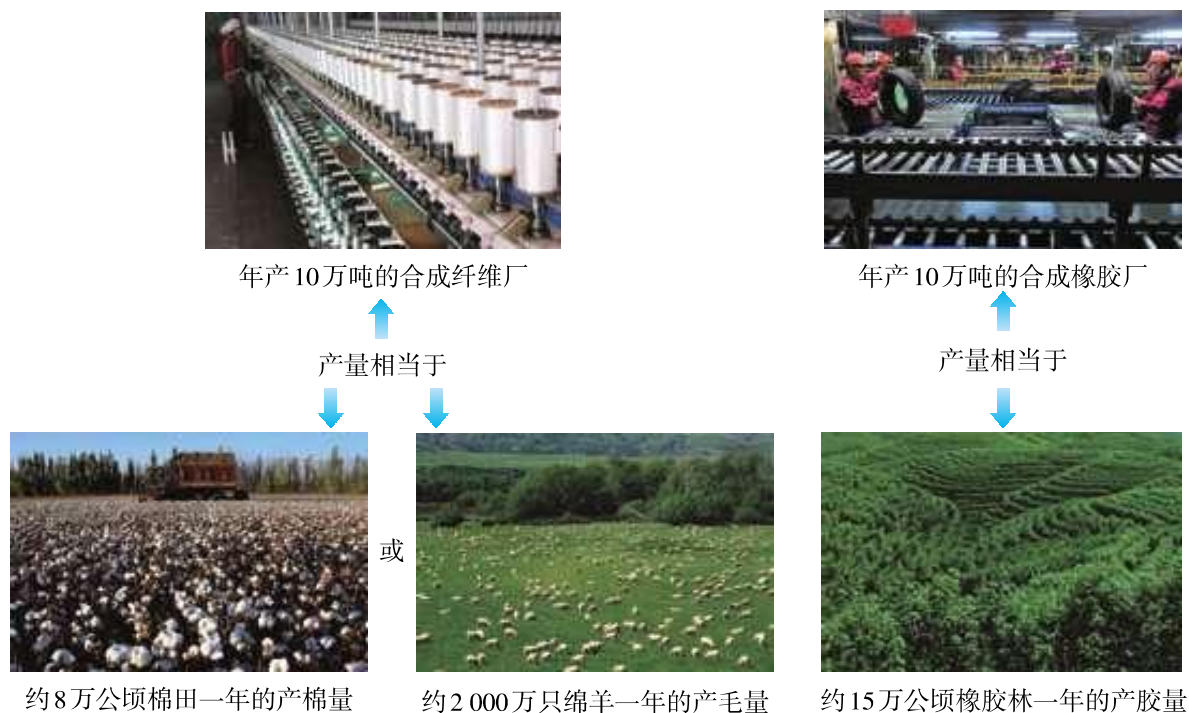 年产10万吨的合成纤维厂
年产10万吨的合成橡胶厂
产量相当于
产量相当于
或
约8万公顷棉田一年的产棉量
约2 000万只绵羊一年的产毛量
约15万公顷橡胶林一年的产胶量